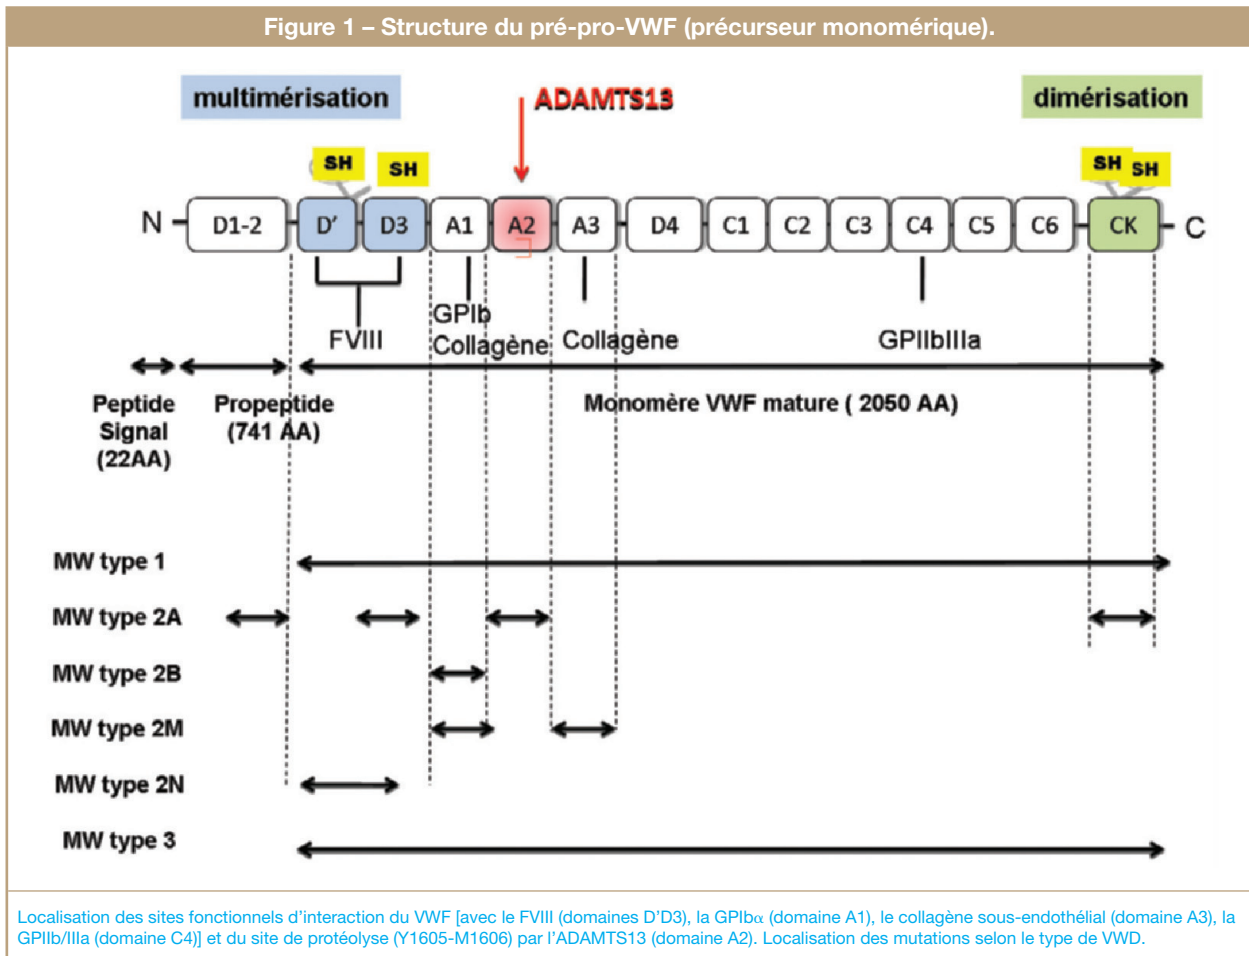 Figure 1 – Structure du pré-pro-VWF (précurseur monomérique).
multimérisation
ADAMTS13
dimérisation
SH
SH
SH
SH
N
D1-2
D'
D3
A1
A2
A3
D4
C1
C2
C3
C4
C5
C6
CK
C
FVIII
GPIb
Collagène
Collagène
GPIIbIIIa
Peptide
Signal
(22AA)
Propeptide
(741 AA)
Monomère VWF mature ( 2050 AA)
MW type 1
MW type 2A
MW type 2B
MW type 2M
MW type 2N
MW type 3
Localisation des sites fonctionnels d'interaction du VWF [avec le FVIII (domaines D'D3), la GPIbα (domaine A1), le collagène sous-endothélial (domaine A3), la
GPIIb/IIIa (domaine C4)] et du site de protéolyse (Y1605-M1606) par l'ADAMTS13 (domaine A2). Localisation des mutations selon le type de VWD.